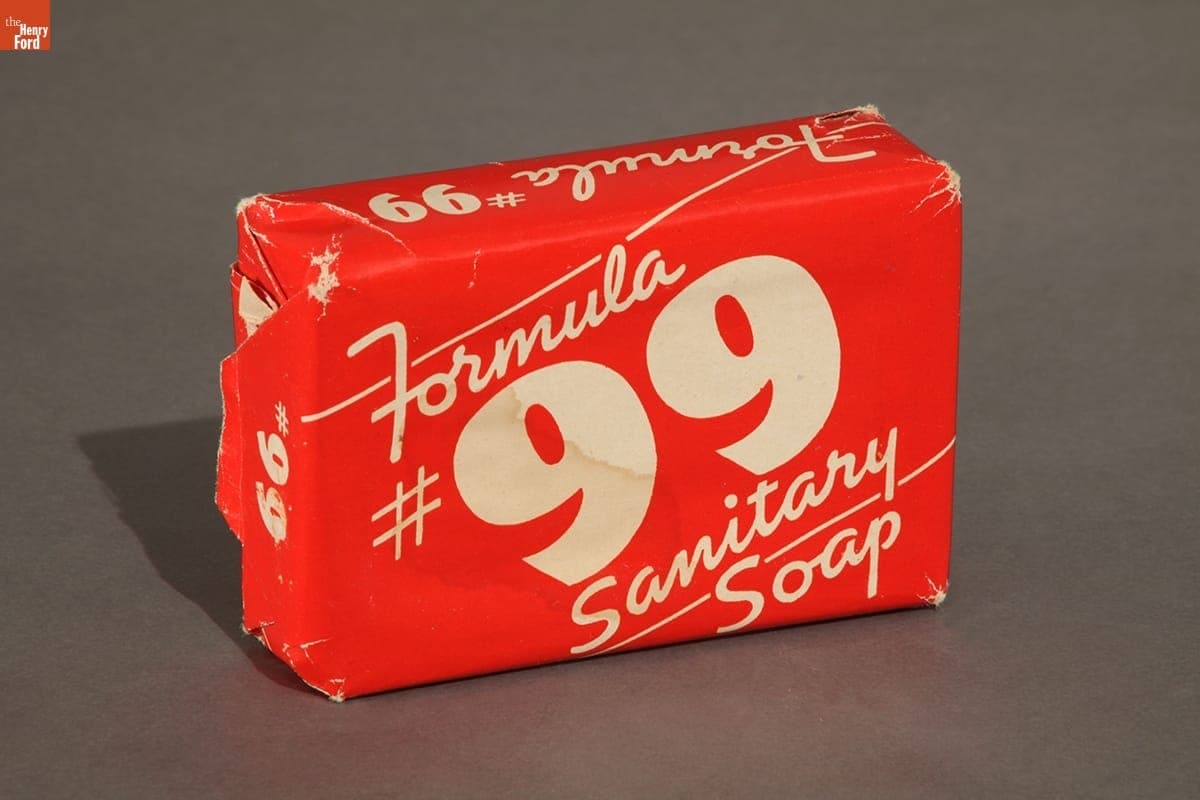 the
Henry
Ford
Formula #99
Formula
#99
Sanitary
Soap
#99